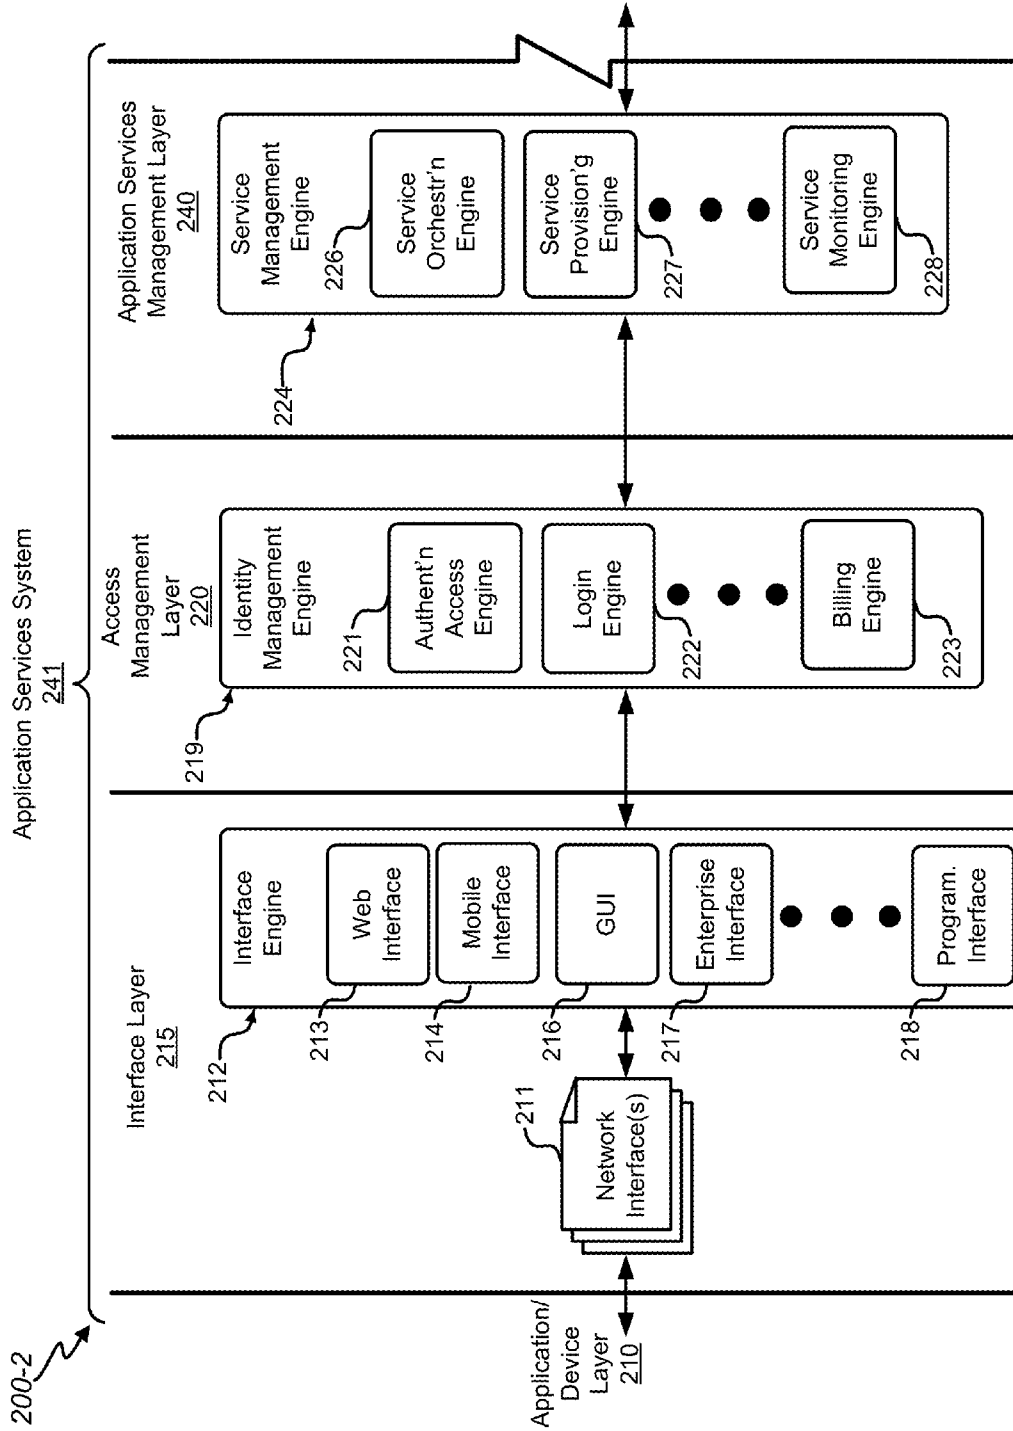 200-2
Application Services System
241
Application/
Device
Layer
210
Interface Layer
215
Network
Interface(s)
211
212
Interface
Engine
213
Web
Interface
214
Mobile
Interface
216
GUI
217
Enterprise
Interface
218
Program.
Interface
Access
Management
Layer
220
219
Identity
Management
Engine
221
Authent'n
Access
Engine
222
Login
Engine
223
Billing
Engine
Application Services
Management Layer
240
224
Service
Management
Engine
226
Service
Orchestr'n
Engine
227
Service
Provision'g
Engine
228
Service
Monitoring
Engine